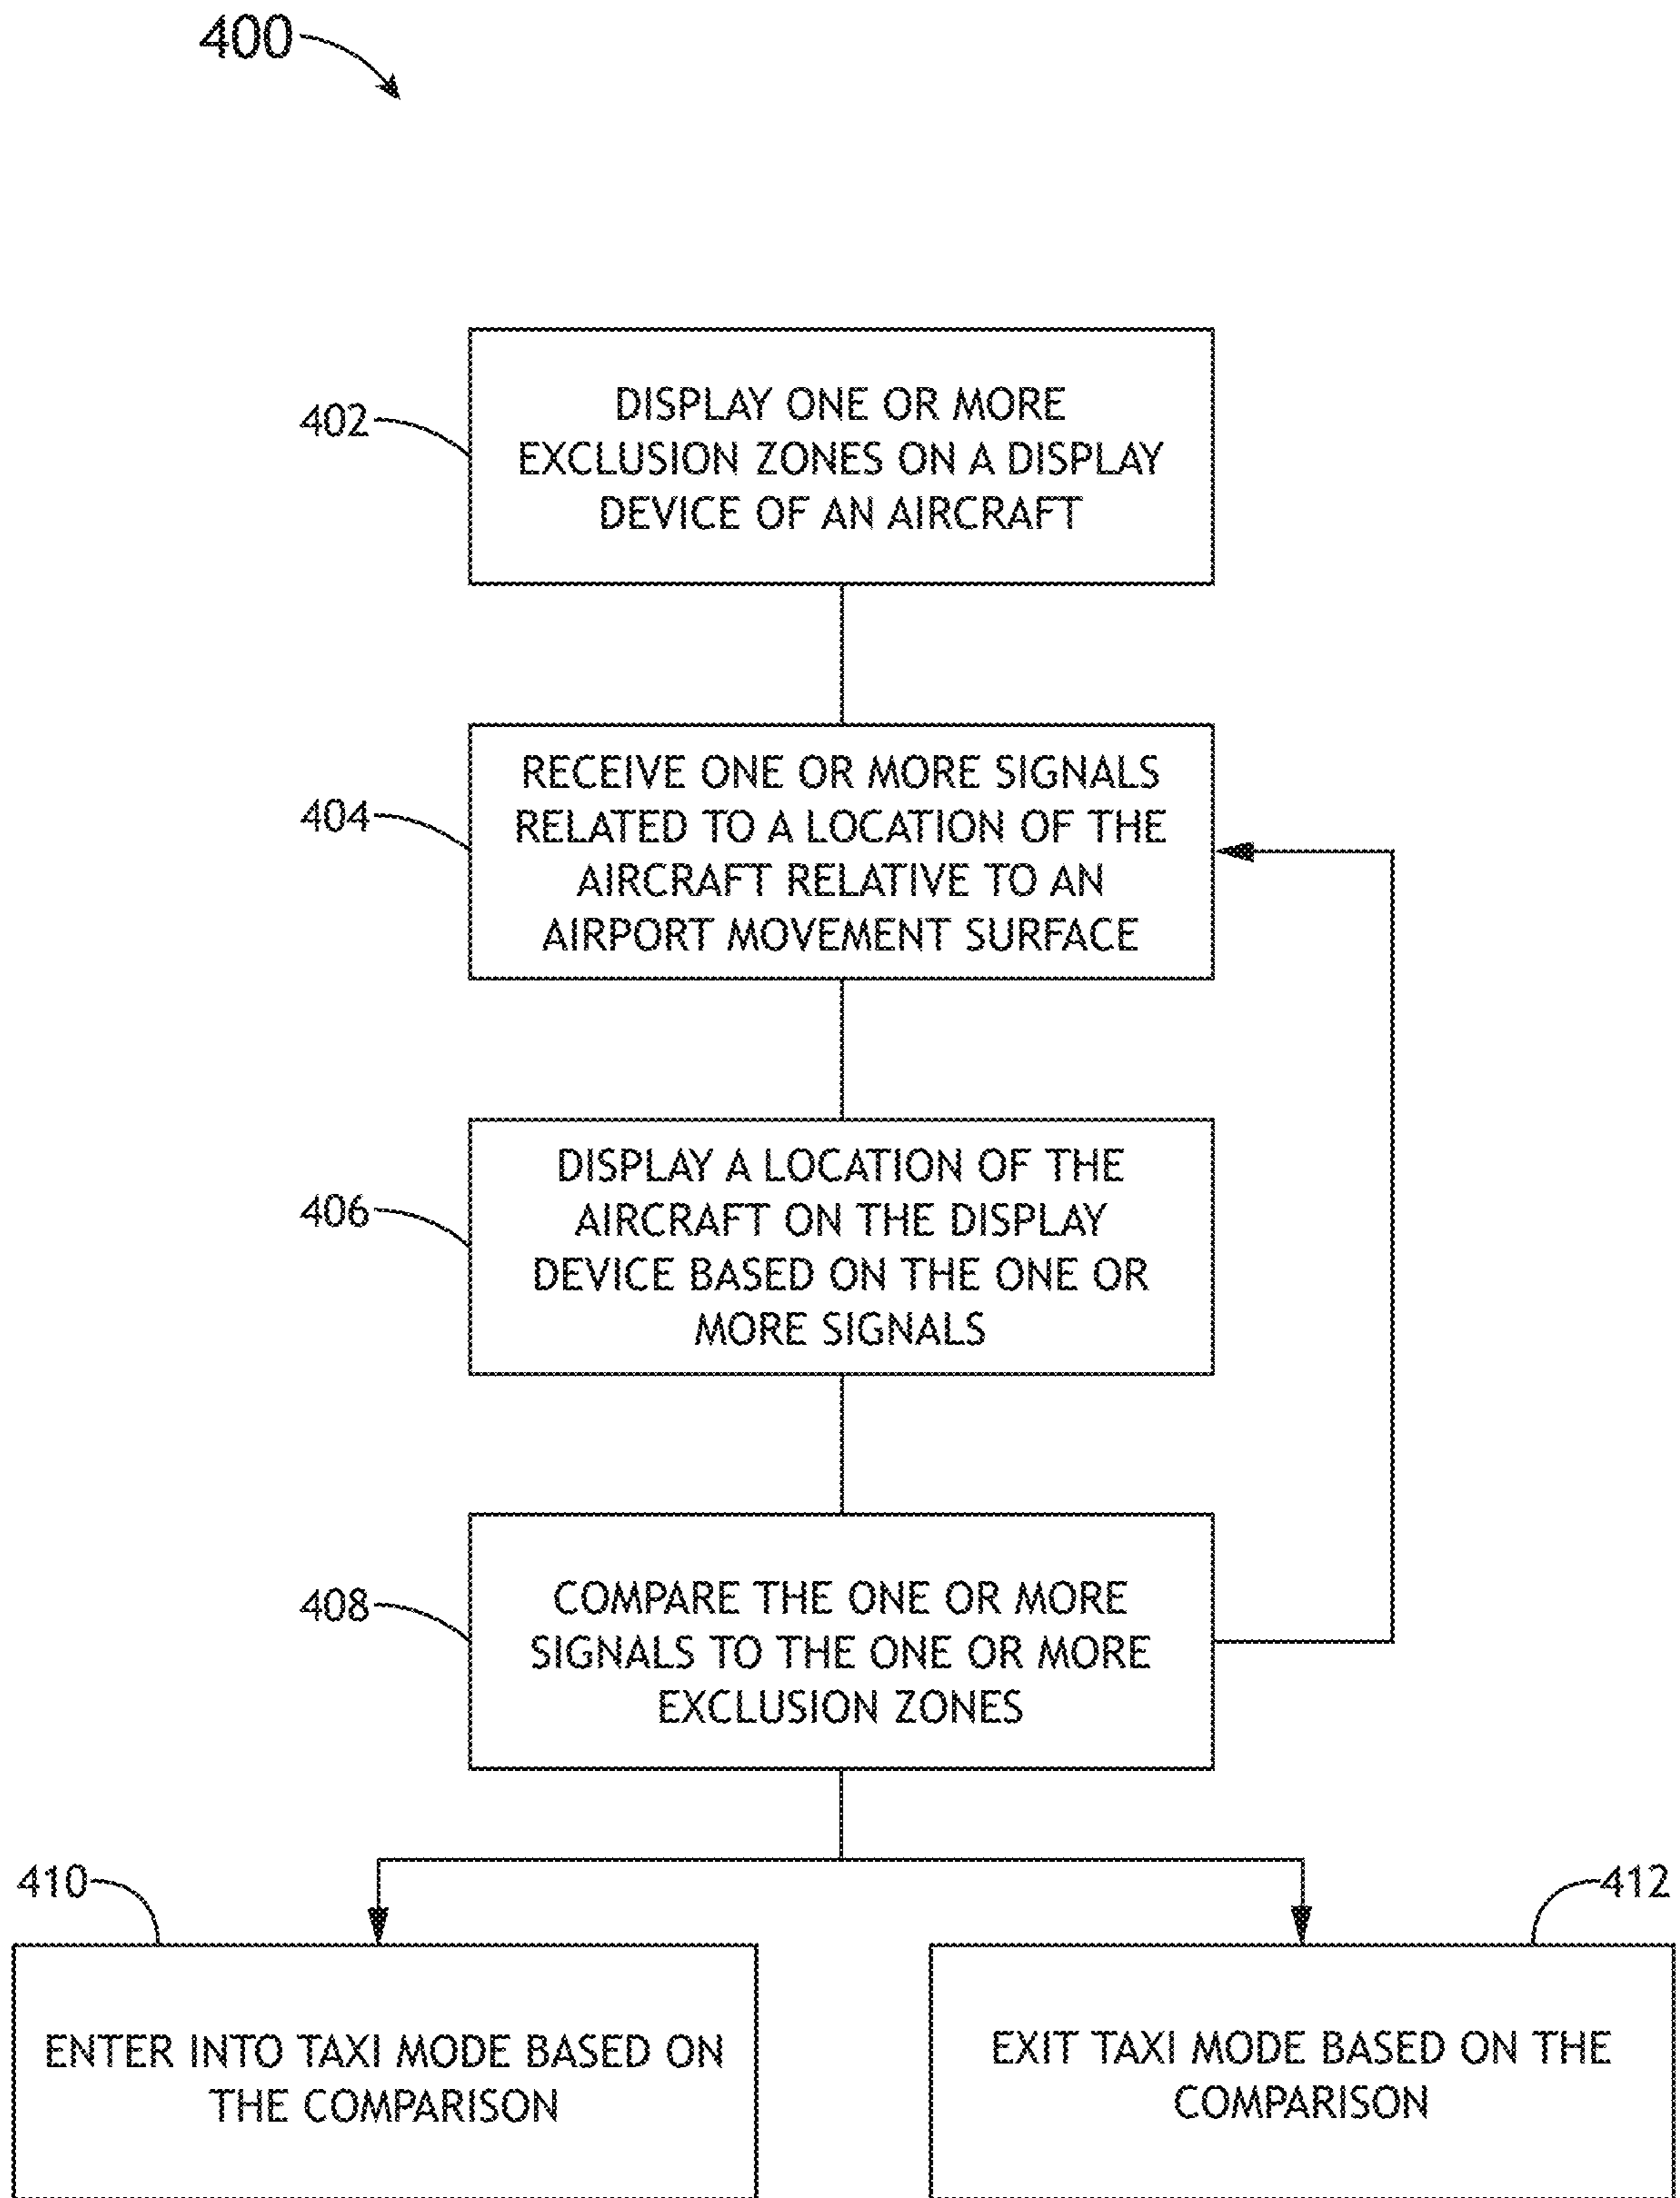 400
402
DISPLAY ONE OR MORE
EXCLUSION ZONES ON A DISPLAY
DEVICE OF AN AIRCRAFT
404
RECEIVE ONE OR MORE SIGNALS
RELATED TO A LOCATION OF THE
AIRCRAFT RELATIVE TO AN
AIRPORT MOVEMENT SURFACE
406
DISPLAY A LOCATION OF THE
AIRCRAFT ON THE DISPLAY
DEVICE BASED ON THE ONE OR
MORE SIGNALS
408
COMPARE THE ONE OR MORE
SIGNALS TO THE ONE OR MORE
EXCLUSION ZONES
410
ENTER INTO TAXI MODE BASED ON
THE COMPARISON
412
EXIT TAXI MODE BASED ON THE
COMPARISON